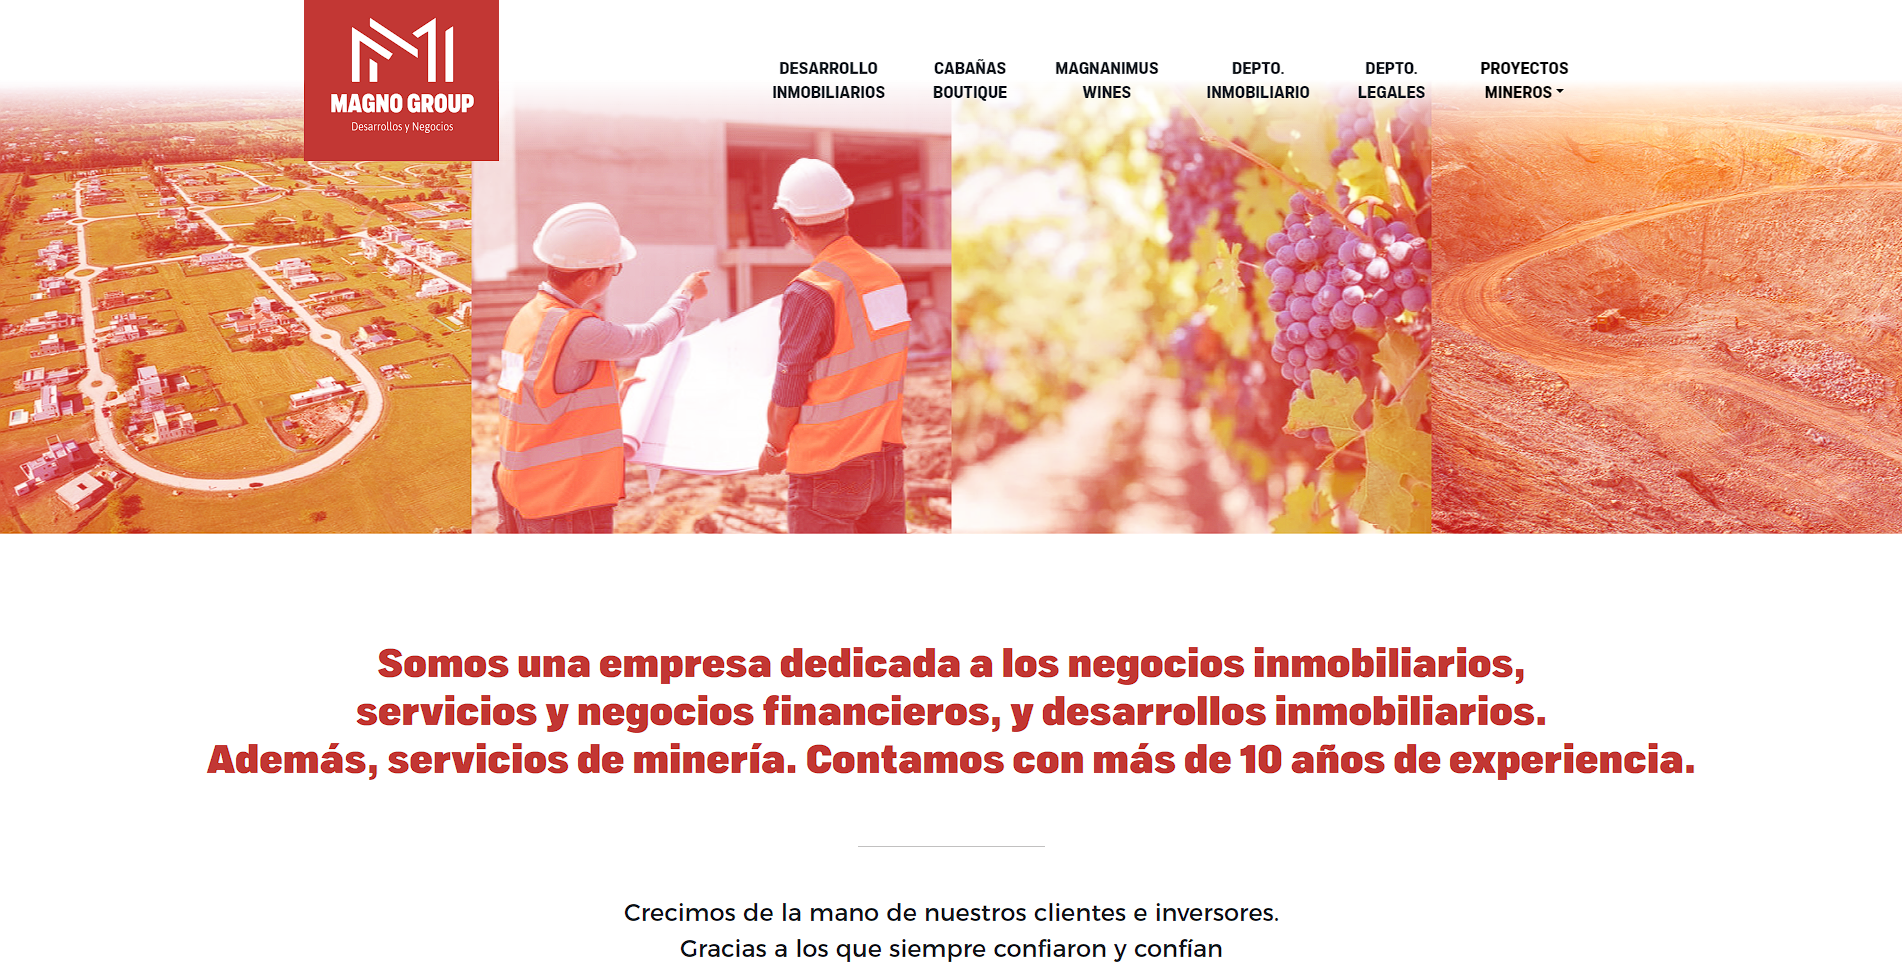 MAGNO GROUP
Desarrollos y Negocios
DESARROLLO
INMOBILIARIOS
CABAÑAS
BOUTIQUE
MAGNANIMUS
WINES
DEPTO.
INMOBILIARIO
DEPTO.
LEGALES
PROYECTOS
MINEROS
Somos una empresa dedicada a los negocios inmobiliarios,
servicios y negocios financieros, y desarrollos inmobiliarios.
Además, servicios de minería. Contamos con más de 10 años de experiencia.
Crecimos de la mano de nuestros clientes e inversores.
Gracias a los que siempre confiaron y confían